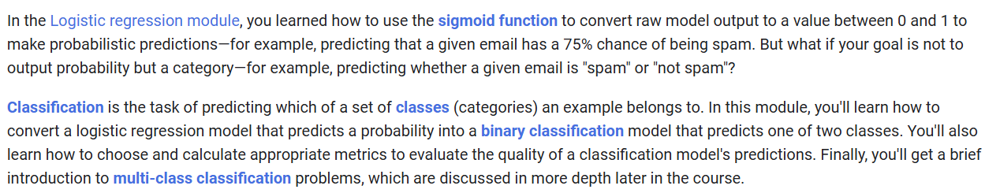 In the Logistic regression module, you learned how to use the sigmoid function to convert raw model output to a value between 0 and 1 to
make probabilistic predictions—for example, predicting that a given email has a 75% chance of being spam. But what if your goal is not to
output probability but a category—for example, predicting whether a given email is "spam" or "not spam"?
Classification is the task of predicting which of a set of classes (categories) an example belongs to. In this module, you'll learn how to
convert a logistic regression model that predicts a probability into a binary classification model that predicts one of two classes. You'll also
learn how to choose and calculate appropriate metrics to evaluate the quality of a classification model's predictions. Finally, you'll get a brief
introduction to multi-class classification problems, which are discussed in more depth later in the course.